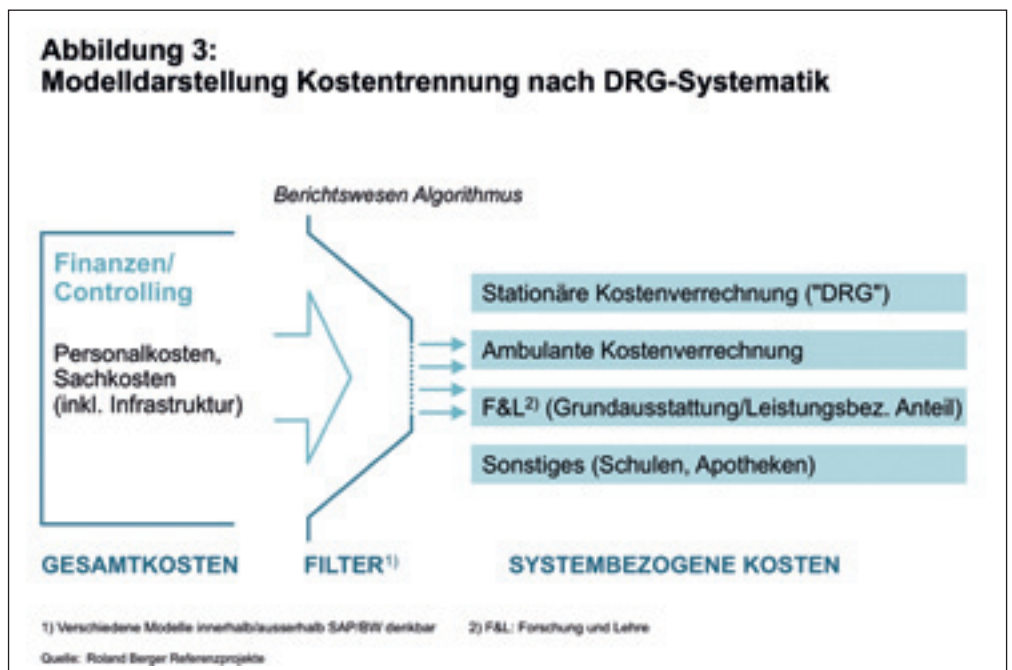 Abbildung 3:
Modelldarstellung Kostentrennung nach DRG-Systematik
Berichtswesen Algorithmus
Finanzen/
Controlling
Personalkosten,
Sachkosten
(inkl. Infrastruktur)
Stationäre Kostenverrechnung ("DRG")
Ambulante Kostenverrechnung
F&L2) (Grundausstattung/Leistungsbez. Anteil)
Sonstiges (Schulen, Apotheken)
GESAMTKOSTEN
FILTER1)
SYSTEMBEZOGENE KOSTEN
1) Verschiedene Modelle innerhalb/ausserhalb SAP/BW denkbar
2) F&L: Forschung und Lehre
Quelle: Roland Berger Referenzprojekte